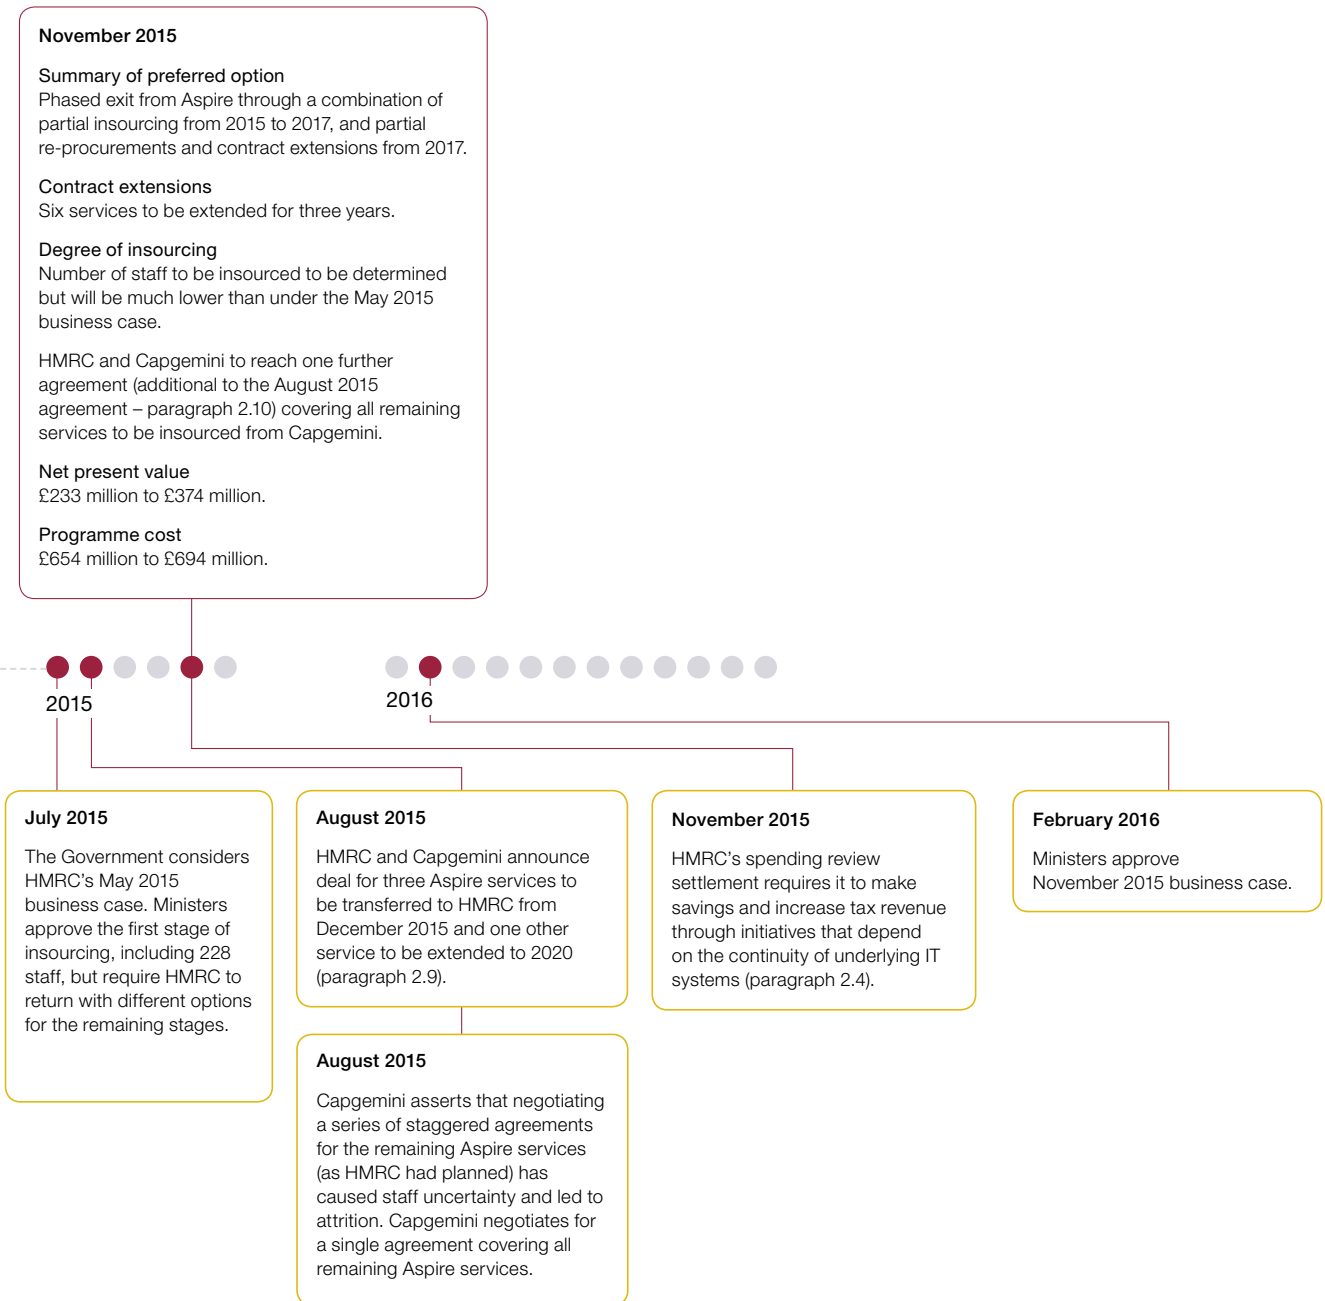 November 2015
Summary of preferred option
Phased exit from Aspire through a combination of
partial insourcing from 2015 to 2017, and partial
re-procurements and contract extensions from 2017.
Contract extensions
Six services to be extended for three years.
Degree of insourcing
Number of staff to be insourced to be determined
but will be much lower than under the May 2015
business case.
HMRC and Capgemini to reach one further
agreement (additional to the August 2015
agreement – paragraph 2.10) covering all remaining
services to be insourced from Capgemini.
Net present value
£233 million to £374 million.
Programme cost
£654 million to £694 million.
2015
2016
July 2015
The Government considers
HMRC's May 2015
business case. Ministers
approve the first stage of
insourcing, including 228
staff, but require HMRC to
return with different options
for the remaining stages.
August 2015
HMRC and Capgemini announce
deal for three Aspire services to
be transferred to HMRC from
December 2015 and one other
service to be extended to 2020
(paragraph 2.9).
August 2015
Capgemini asserts that negotiating
a series of staggered agreements
for the remaining Aspire services
(as HMRC had planned) has
caused staff uncertainty and led to
attrition. Capgemini negotiates for
a single agreement covering all
remaining Aspire services.
November 2015
HMRC's spending review
settlement requires it to make
savings and increase tax revenue
through initiatives that depend
on the continuity of underlying IT
systems (paragraph 2.4).
February 2016
Ministers approve
November 2015 business case.